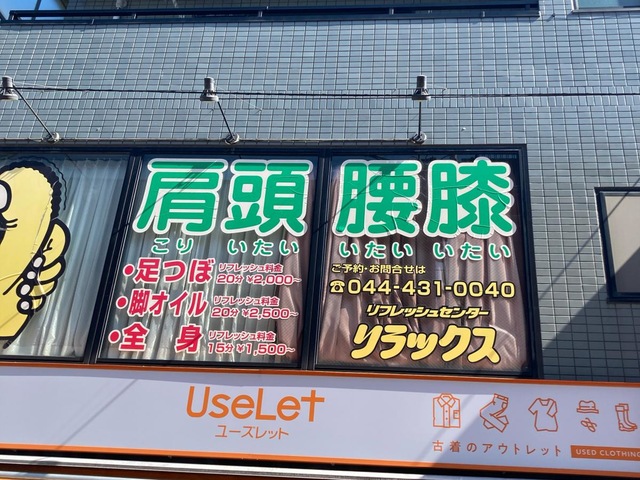 肩頭
こり いたい
・足つぼ リフレッシュ料金 20分 ¥2,000~
・脚オイル リフレッシュ料金 20分 ¥2,500~
・全身 リフレッシュ料金 15分 ¥1,500~
腰膝
いたい いたい
ご予約・お問合せは
☎044-431-0040
リフレッシュセンター
リラックス
UseLet
ユーズレット
古着のアウトレット USED CLOTHING